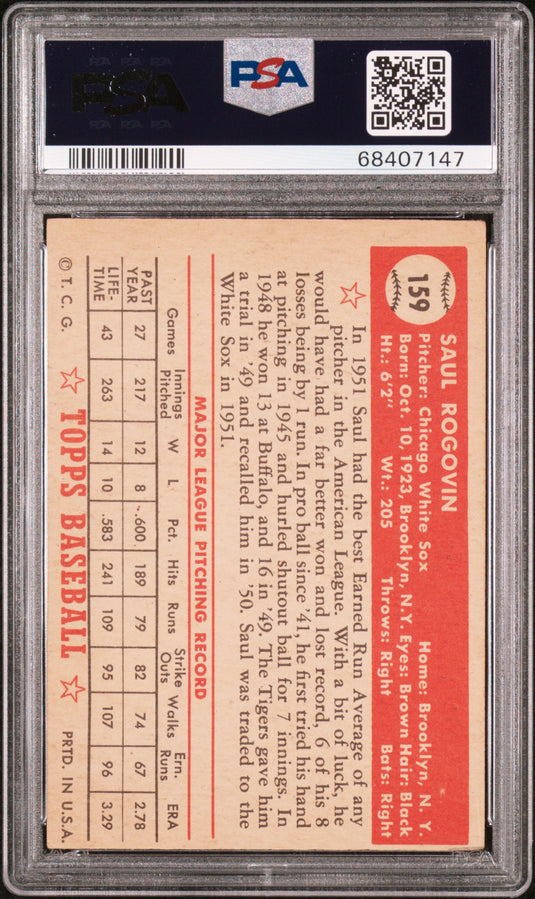 PSA
PSA
68407147
159
SAUL ROGOVIN
Pitcher: Chicago White Sox Home: Brooklyn, N. Y.
Born: Oct. 10, 1923, Brooklyn, N.Y. Eyes: Brown Hair: Black
Ht.: 6'2" Wt.: 205 Throws: Right Bats: Right
In 1951 Saul had the best Earned Run Average of any
pitcher in the American League. With a bit of luck, he
would have had a far better won and lost record, 6 of his 8
losses being by 1 run. In pro ball since '41, he first tried his hand
at pitching in 1945 and hurled shutout ball for 7 innings. In
1948 he won 13 at Buffalo, and 16 in '49. The Tigers gave him
a trial in '49 and recalled him in '50. Saul was traded to the
White Sox in 1951.
MAJOR LEAGUE PITCHING RECORD
Games Innings Pitched W L Pct. Hits Runs Strike Outs Walks Ern. Runs ERA
PAST YEAR 27 217 12 8 .600 189 79 82 74 67 2.78
LIFE-TIME 43 263 14 10 .583 241 109 95 107 96 3.29
© T. C. G. TOPPS BASEBALL PRTD. IN U.S.A.